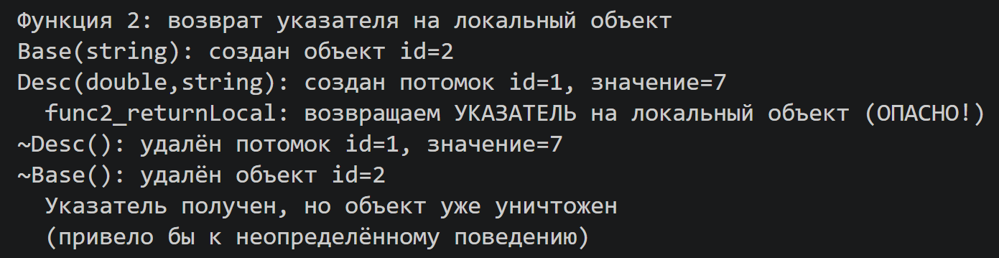 Функция 2: возврат указателя на локальный объект
Base(string): создан объект id=2
Desc(double,string): создан потомок id=1, значение=7
  func2_returnLocal: возвращаем УКАЗАТЕЛЬ на локальный объект (ОПАСНО!)
~Desc(): удалён потомок id=1, значение=7
~Base(): удалён объект id=2
  Указатель получен, но объект уже уничтожен
  (привело бы к неопределённому поведению)